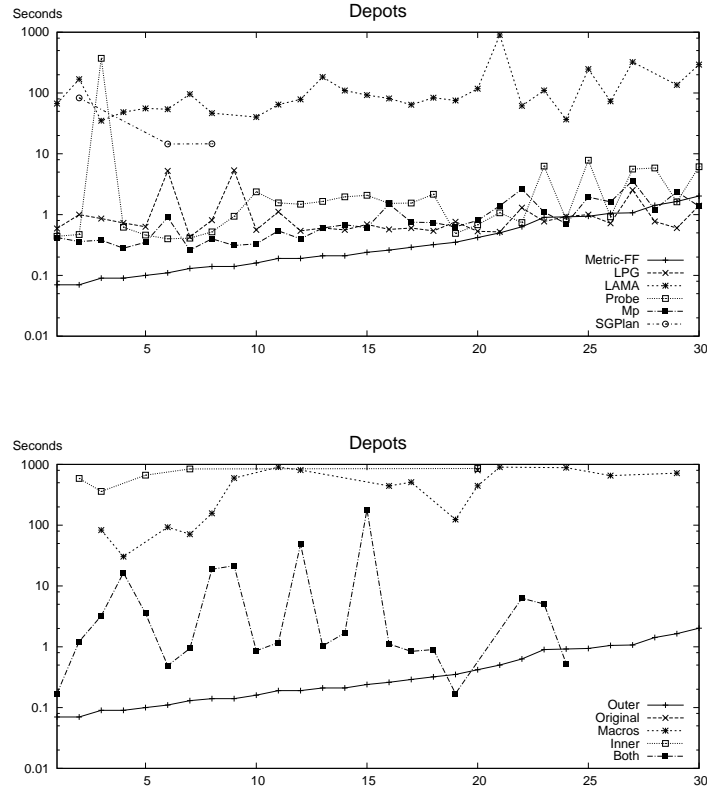 Depots
Seconds
1000
100
10
1
0.1
0.01
5 10 15 20 25 30
Metric-FF
LPG
LAMA
Probe
Mp
SGPlan
Depots
Seconds
1000
100
10
1
0.1
0.01
5 10 15 20 25 30
Outer
Original
Macros
Inner
Both